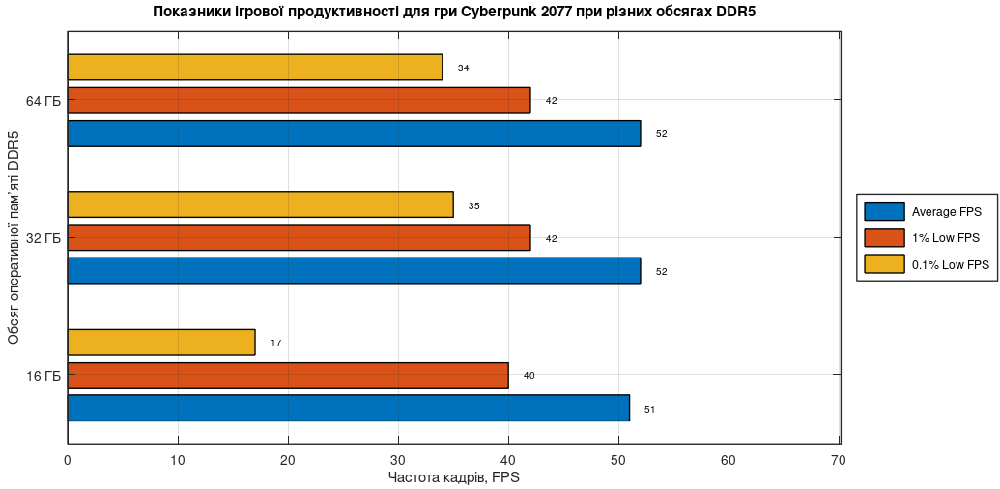 Показники ігрової продуктивності для гри Cyberpunk 2077 при різних обсягах DDR5
34
64 ГБ
42
52
35
32 ГБ
42
52
17
16 ГБ
40
51
0 10 20 30 40 50 60 70
Частота кадрів, FPS
Обсяг оперативної пам'яті DDR5
Average FPS
1% Low FPS
0.1% Low FPS